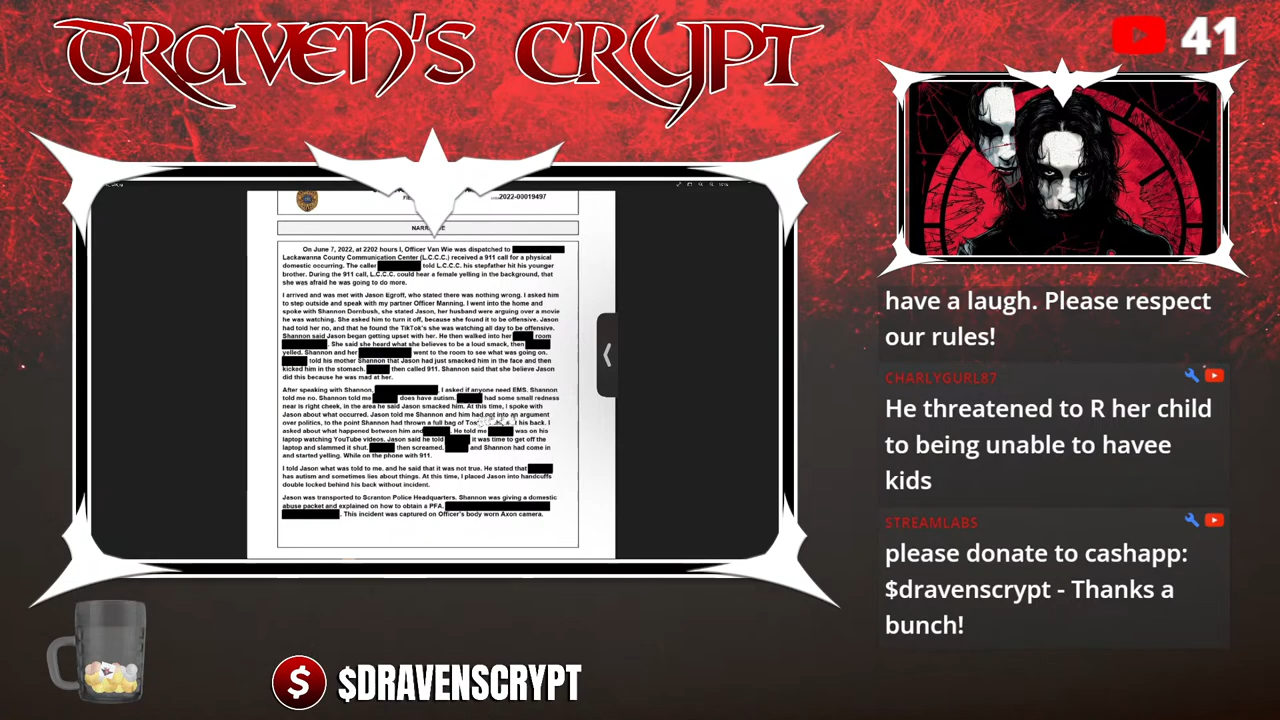 DRAVEN'S CRYPT
41
2022-00019497
On June 7, 2022, at 2202 hours I, Officer Van Wie was dispatched to
Lackawanna County Communication Center (L.C.C.C.) received a 911 call for a physical
domestic occurring. The caller told L.C.C.C. his stepfather hit his younger
brother. During the 911 call, L.C.C.C. could hear a female yelling in the background, that
she was afraid he was going to do more.
I arrived and was met with Jason Egroff, who stated there was nothing wrong. I asked him
to step outside and speak with my partner Officer Manning. I went into the home and
spoke with Shannon Dornbush, she stated Jason, her husband were arguing over a movie
he was watching. She asked him to turn it off, because she found it to be offensive. Jason
had told her no, and that he found the TikTok's she was watching all day to be offensive.
Shannon said Jason began getting upset with her. He then walked into her room
She said she heard what she believes to be a loud smack, then
yelled. Shannon and her went to the room to see what was going on.
told his mother Shannon that Jason had just smacked him in the face and then
kicked him in the stomach. then called 911. Shannon said that she believe Jason
did this because he was mad at her.
After speaking with Shannon, I asked if anyone need EMS. Shannon
told me no. Shannon told me does have autism. had some small redness
near is right cheek, in the area he said Jason smacked him. At this time, I spoke with
Jason about what occurred. Jason told me Shannon and him had argument
over politics, to the point Shannon had thrown a full bag of his back. I
asked about what happened between him and He told me was on his
laptop watching YouTube videos. Jason said he told it was time to get off the
laptop and slammed it shut. then screamed. and Shannon had come in
and started yelling. While on the phone with 911.
I told Jason what was told to me, and he said that it was not true. He stated that
has autism and sometimes lies about things. At this time, I placed Jason into handcuffs
double locked behind his back without incident.
Jason was transported to Scranton Police Headquarters. Shannon was giving a domestic
abuse packet and explained on how to obtain a PFA.
. This incident was captured on Officer's body worn Axon camera.
have a laugh. Please respect
our rules!
CHARLYGURL87
He threatened to R her child
to being unable to havee
kids
STREAMLABS
please donate to cashapp:
$dravenscrypt - Thanks a
bunch!
$
$DRAVENSCRYPT